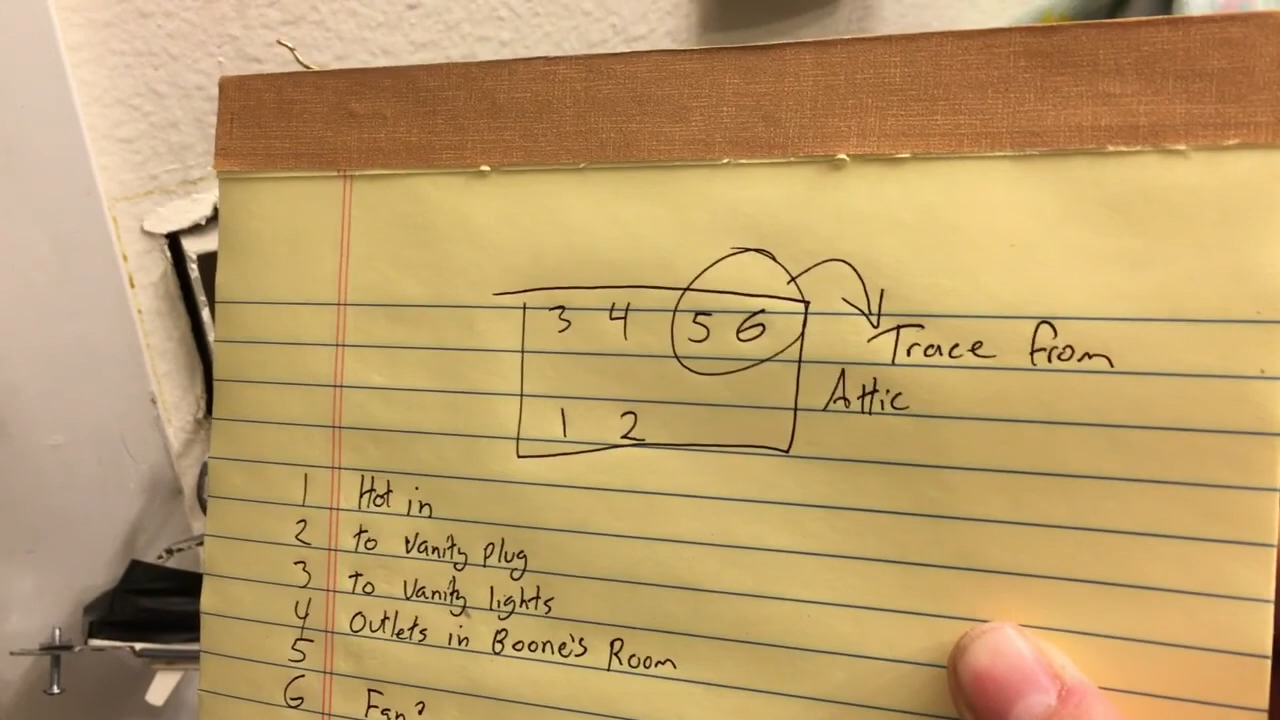 3 4 5 6
Trace from
Attic
1 2
1 Hot in
2 to Vanity plug
3 to Vanity lights
4 Outlets in Boone's Room
5
6 Fan?